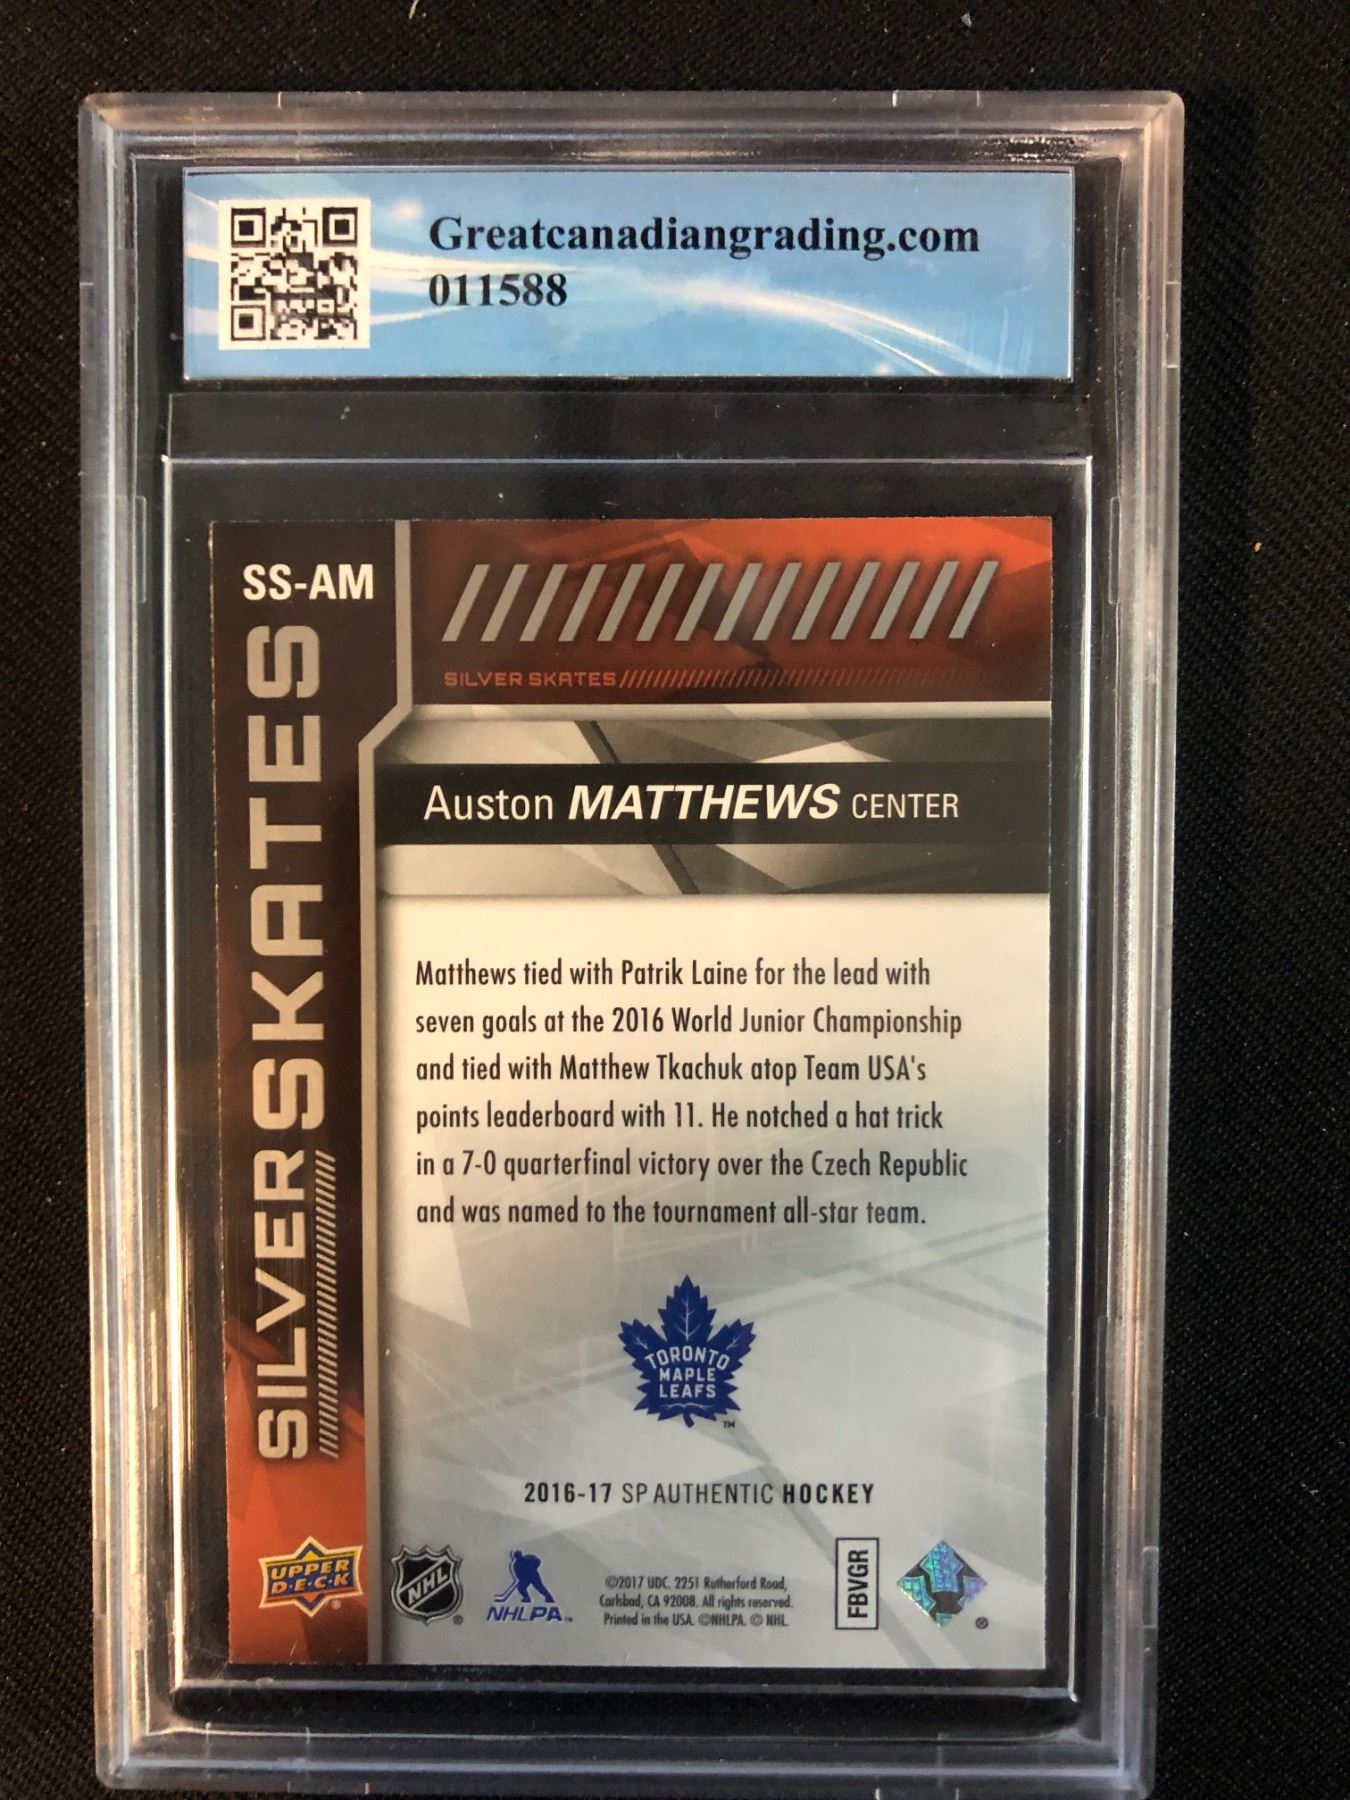 Greatcanadiangrading.com
011588
SS-AM
SILVER SKATES
SILVER SKATES
Auston MATTHEWS CENTER
Matthews tied with Patrik Laine for the lead with
seven goals at the 2016 World Junior Championship
and tied with Matthew Tkachuk atop Team USA's
points leaderboard with 11. He notched a hat trick
in a 7-0 quarterfinal victory over the Czech Republic
and was named to the tournament all-star team.
TORONTO
MAPLE
LEAFS
TM
2016-17 SP AUTHENTIC HOCKEY
UPPER
D·E·C·K
®
NHL
®
NHLPA™
©2017 UDC. 2251 Rutherford Road,
Carlsbad, CA 92008. All rights reserved.
Printed in the USA. ©NHLPA. © NHL.
FBVGR
®